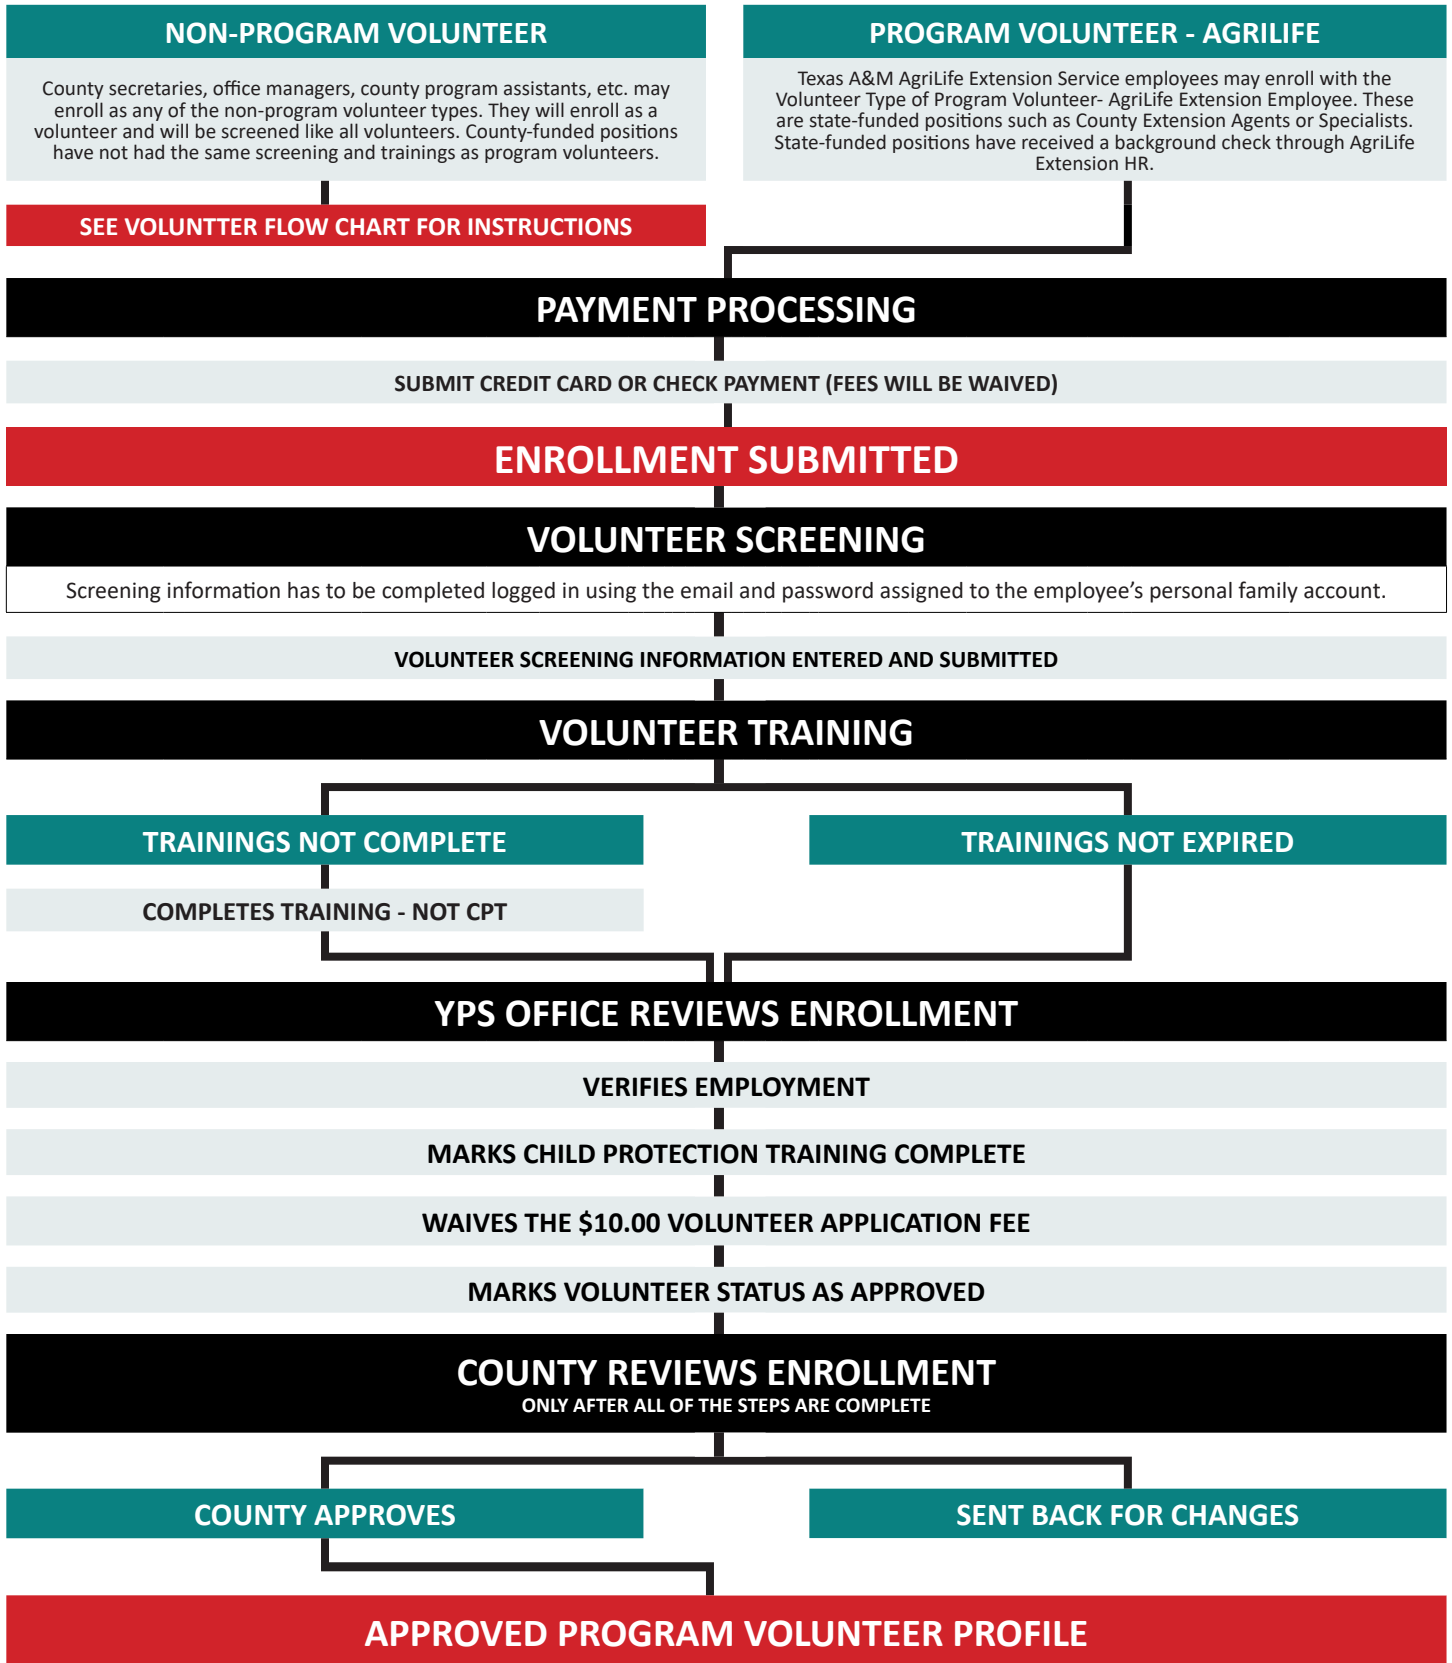 NON-PROGRAM VOLUNTEER
County secretaries, office managers, county program assistants, etc. may
enroll as any of the non-program volunteer types. They will enroll as a
volunteer and will be screened like all volunteers. County-funded positions
have not had the same screening and trainings as program volunteers.
SEE VOLUNTTER FLOW CHART FOR INSTRUCTIONS
PROGRAM VOLUNTEER - AGRILIFE
Texas A&M AgriLife Extension Service employees may enroll with the
Volunteer Type of Program Volunteer- AgriLife Extension Employee. These
are state-funded positions such as County Extension Agents or Specialists.
State-funded positions have received a background check through AgriLife
Extension HR.
PAYMENT PROCESSING
SUBMIT CREDIT CARD OR CHECK PAYMENT (FEES WILL BE WAIVED)
ENROLLMENT SUBMITTED
VOLUNTEER SCREENING
Screening information has to be completed logged in using the email and password assigned to the employee's personal family account.
VOLUNTEER SCREENING INFORMATION ENTERED AND SUBMITTED
VOLUNTEER TRAINING
TRAININGS NOT COMPLETE
COMPLETES TRAINING - NOT CPT
TRAININGS NOT EXPIRED
YPS OFFICE REVIEWS ENROLLMENT
VERIFIES EMPLOYMENT
MARKS CHILD PROTECTION TRAINING COMPLETE
WAIVES THE $10.00 VOLUNTEER APPLICATION FEE
MARKS VOLUNTEER STATUS AS APPROVED
COUNTY REVIEWS ENROLLMENT
ONLY AFTER ALL OF THE STEPS ARE COMPLETE
COUNTY APPROVES
SENT BACK FOR CHANGES
APPROVED PROGRAM VOLUNTEER PROFILE